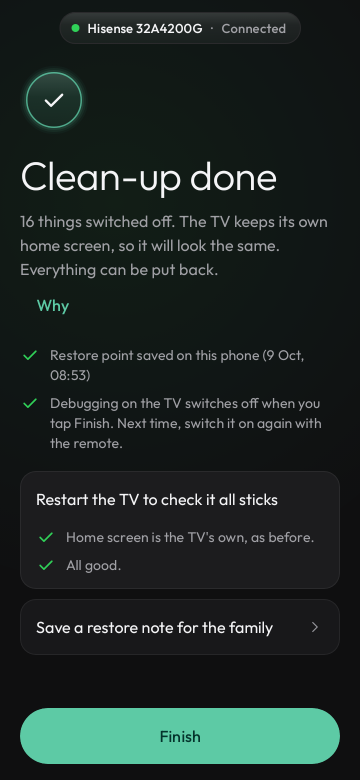 Hisense 32A4200G · Connected
Clean-up done
16 things switched off. The TV keeps its own
home screen, so it will look the same.
Everything can be put back.
Why
Restore point saved on this phone (9 Oct,
08:53)
Debugging on the TV switches off when you
tap Finish. Next time, switch it on again with
the remote.
Restart the TV to check it all sticks
Home screen is the TV's own, as before.
All good.
Save a restore note for the family
Finish